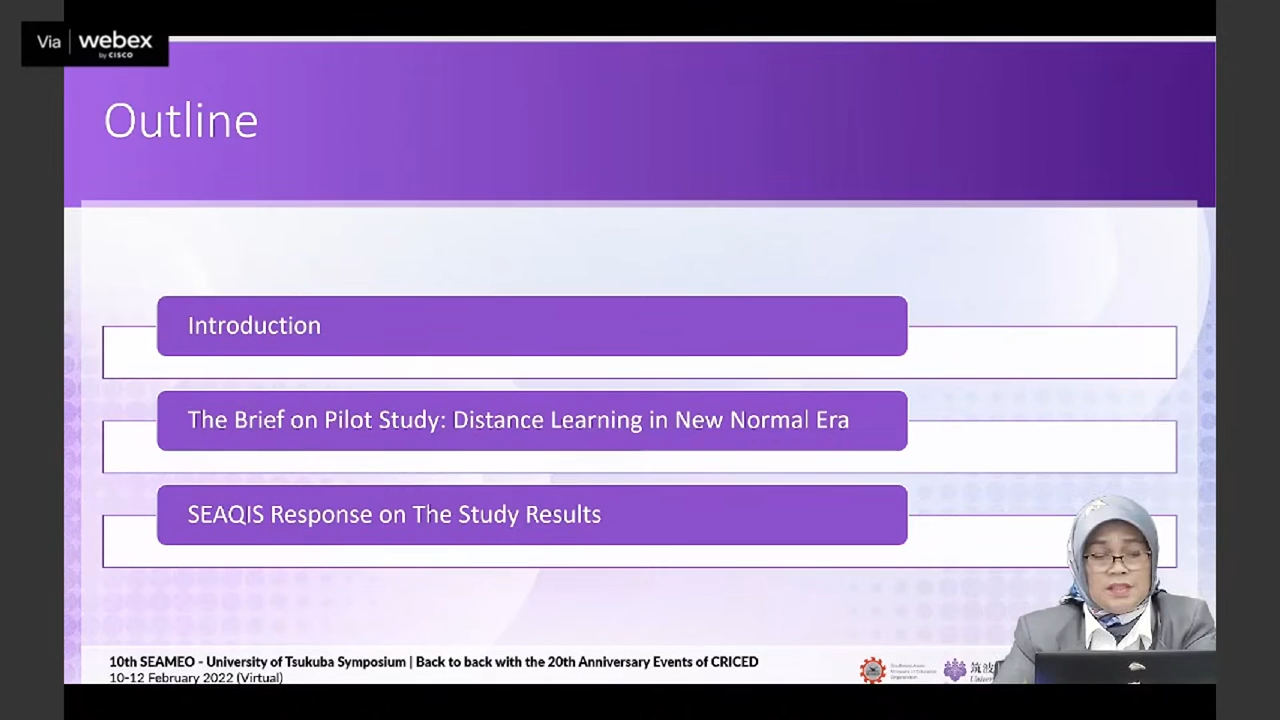 Via webex
by CISCO
Outline
Introduction
The Brief on Pilot Study: Distance Learning in New Normal Era
SEAQIS Response on The Study Results
10th SEAMEO - University of Tsukuba Symposium | Back to back with the 20th Anniversary Events of CRICED
10-12 February 2022 (Virtual)
筑波